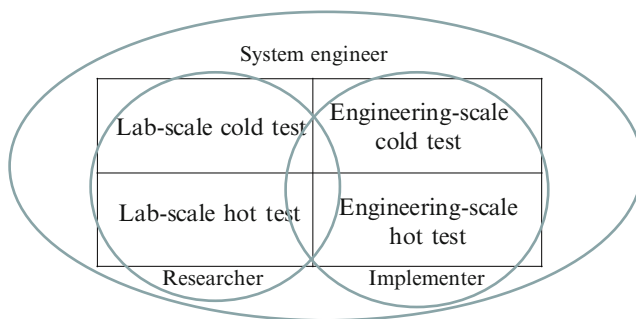 System engineer
Lab-scale cold test
Engineering-scale
cold test
Lab-scale hot test
Engineering-scale
hot test
Researcher
Implementer